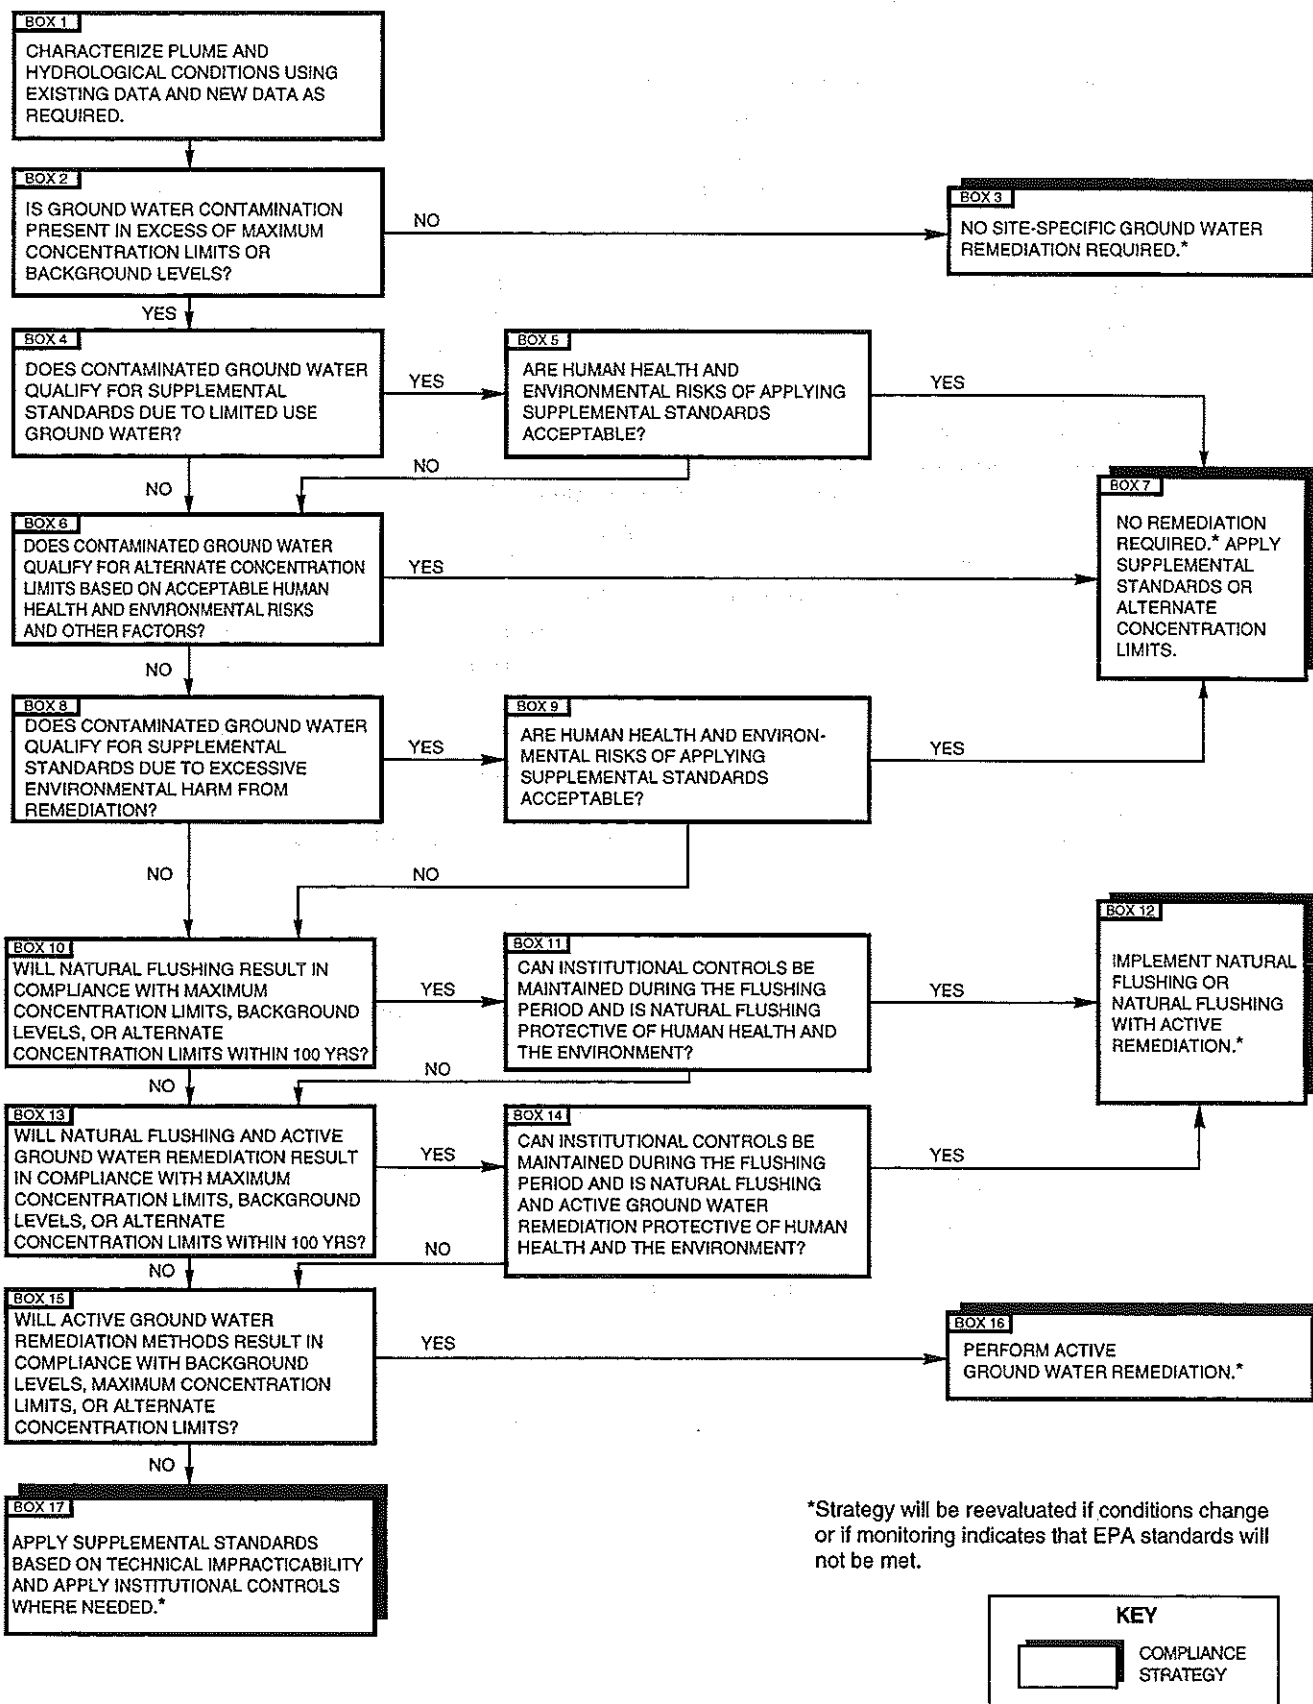 BOX 1
CHARACTERIZE PLUME AND
HYDROLOGICAL CONDITIONS USING
EXISTING DATA AND NEW DATA AS
REQUIRED.
BOX 2
IS GROUND WATER CONTAMINATION
PRESENT IN EXCESS OF MAXIMUM
CONCENTRATION LIMITS OR
BACKGROUND LEVELS?
NO
BOX 3
NO SITE-SPECIFIC GROUND WATER
REMEDIATION REQUIRED.*
YES
BOX 4
DOES CONTAMINATED GROUND WATER
QUALIFY FOR SUPPLEMENTAL
STANDARDS DUE TO LIMITED USE
GROUND WATER?
YES
BOX 5
ARE HUMAN HEALTH AND
ENVIRONMENTAL RISKS OF APPLYING
SUPPLEMENTAL STANDARDS
ACCEPTABLE?
YES
NO
NO
BOX 6
DOES CONTAMINATED GROUND WATER
QUALIFY FOR ALTERNATE CONCENTRATION
LIMITS BASED ON ACCEPTABLE HUMAN
HEALTH AND ENVIRONMENTAL RISKS
AND OTHER FACTORS?
YES
BOX 7
NO REMEDIATION
REQUIRED.* APPLY
SUPPLEMENTAL
STANDARDS OR
ALTERNATE
CONCENTRATION
LIMITS.
NO
BOX 8
DOES CONTAMINATED GROUND WATER
QUALIFY FOR SUPPLEMENTAL
STANDARDS DUE TO EXCESSIVE
ENVIRONMENTAL HARM FROM
REMEDIATION?
YES
BOX 9
ARE HUMAN HEALTH AND ENVIRON-
MENTAL RISKS OF APPLYING
SUPPLEMENTAL STANDARDS
ACCEPTABLE?
YES
NO
NO
BOX 10
WILL NATURAL FLUSHING RESULT IN
COMPLIANCE WITH MAXIMUM
CONCENTRATION LIMITS, BACKGROUND
LEVELS, OR ALTERNATE
CONCENTRATION LIMITS WITHIN 100 YRS?
YES
BOX 11
CAN INSTITUTIONAL CONTROLS BE
MAINTAINED DURING THE FLUSHING
PERIOD AND IS NATURAL FLUSHING
PROTECTIVE OF HUMAN HEALTH AND
THE ENVIRONMENT?
YES
BOX 12
IMPLEMENT NATURAL
FLUSHING OR
NATURAL FLUSHING
WITH ACTIVE
REMEDIATION.*
NO
NO
BOX 13
WILL NATURAL FLUSHING AND ACTIVE
GROUND WATER REMEDIATION RESULT
IN COMPLIANCE WITH MAXIMUM
CONCENTRATION LIMITS, BACKGROUND
LEVELS, OR ALTERNATE
CONCENTRATION LIMITS WITHIN 100 YRS?
YES
BOX 14
CAN INSTITUTIONAL CONTROLS BE
MAINTAINED DURING THE FLUSHING
PERIOD AND IS NATURAL FLUSHING
AND ACTIVE GROUND WATER
REMEDIATION PROTECTIVE OF HUMAN
HEALTH AND THE ENVIRONMENT?
YES
NO
NO
BOX 15
WILL ACTIVE GROUND WATER
REMEDIATION METHODS RESULT IN
COMPLIANCE WITH BACKGROUND
LEVELS, MAXIMUM CONCENTRATION
LIMITS, OR ALTERNATE
CONCENTRATION LIMITS?
YES
BOX 16
PERFORM ACTIVE
GROUND WATER REMEDIATION.*
NO
BOX 17
APPLY SUPPLEMENTAL STANDARDS
BASED ON TECHNICAL IMPRACTICABILITY
AND APPLY INSTITUTIONAL CONTROLS
WHERE NEEDED.*
*Strategy will be reevaluated if conditions change
or if monitoring indicates that EPA standards will
not be met.
KEY
COMPLIANCE
STRATEGY